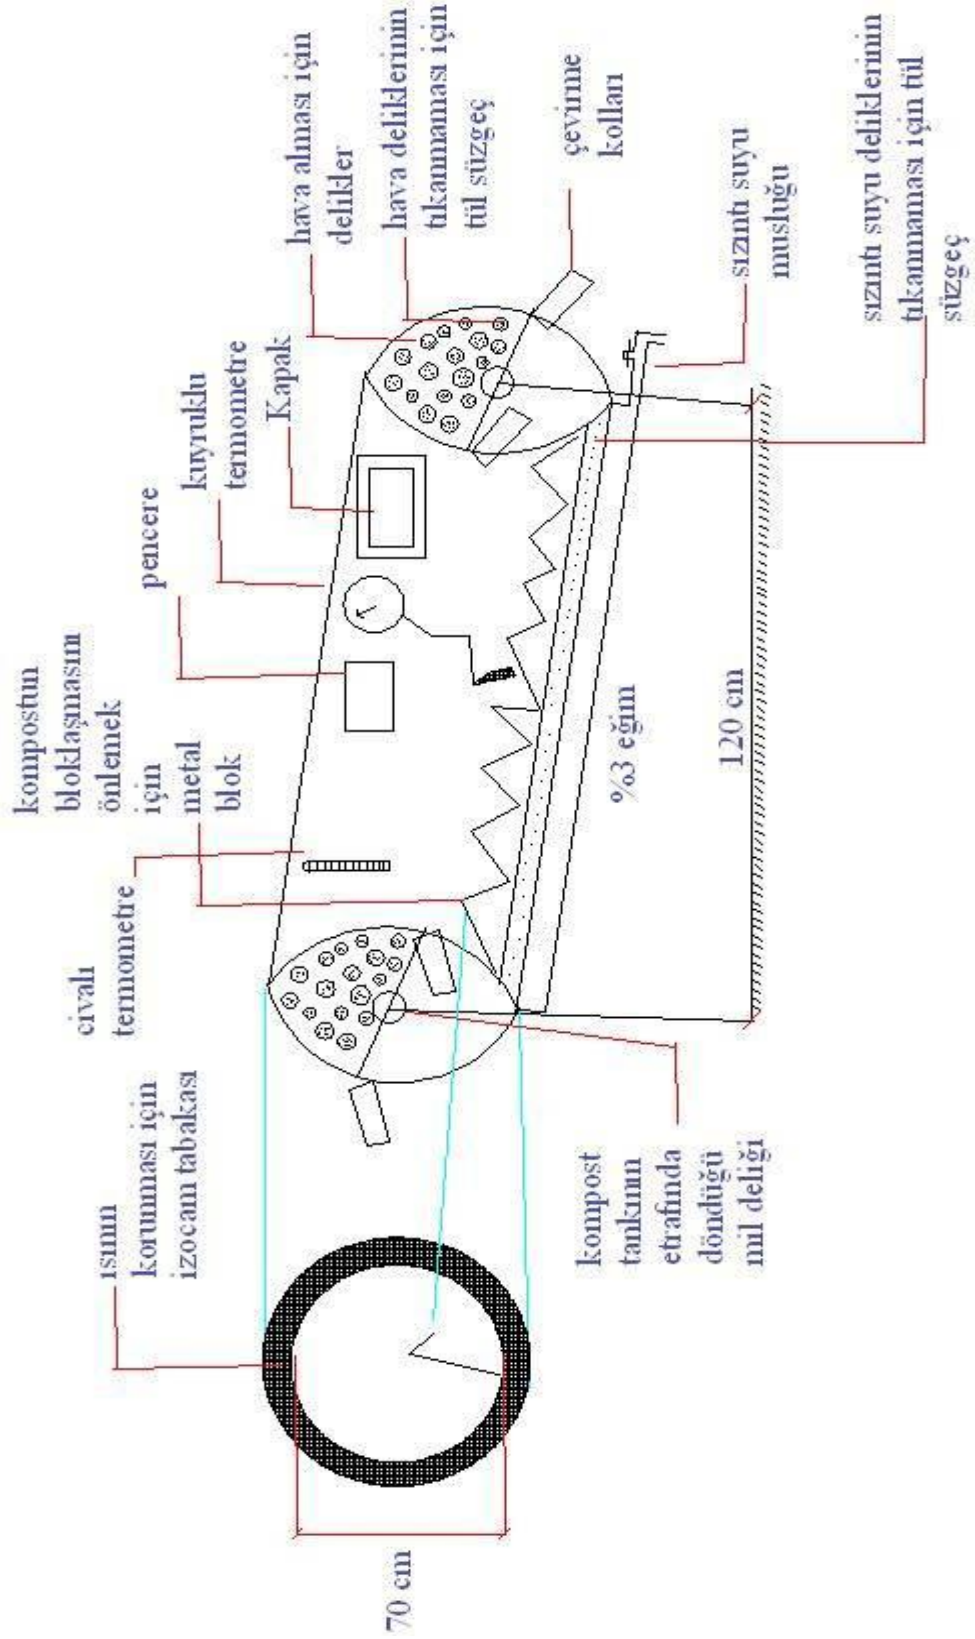 ısının
korunması için
izocam tabakası
civalı
termometre
kompostun
bloklaşmasını
önlemek
için
metal
blok
pencere
kuyruklu
termometre
Kapak
hava alması için
delikler
hava deliklerinin
tıkanmaması için
tül süzgeç
çevirme
kolları
sızıntı suyu
musluğu
sızıntı suyu deliklerinin
tıkanmaması için tül
süzgeç
%3 eğim
120 cm
kompost
tankının
etrafında
döndüğü
mil deliği
70 cm